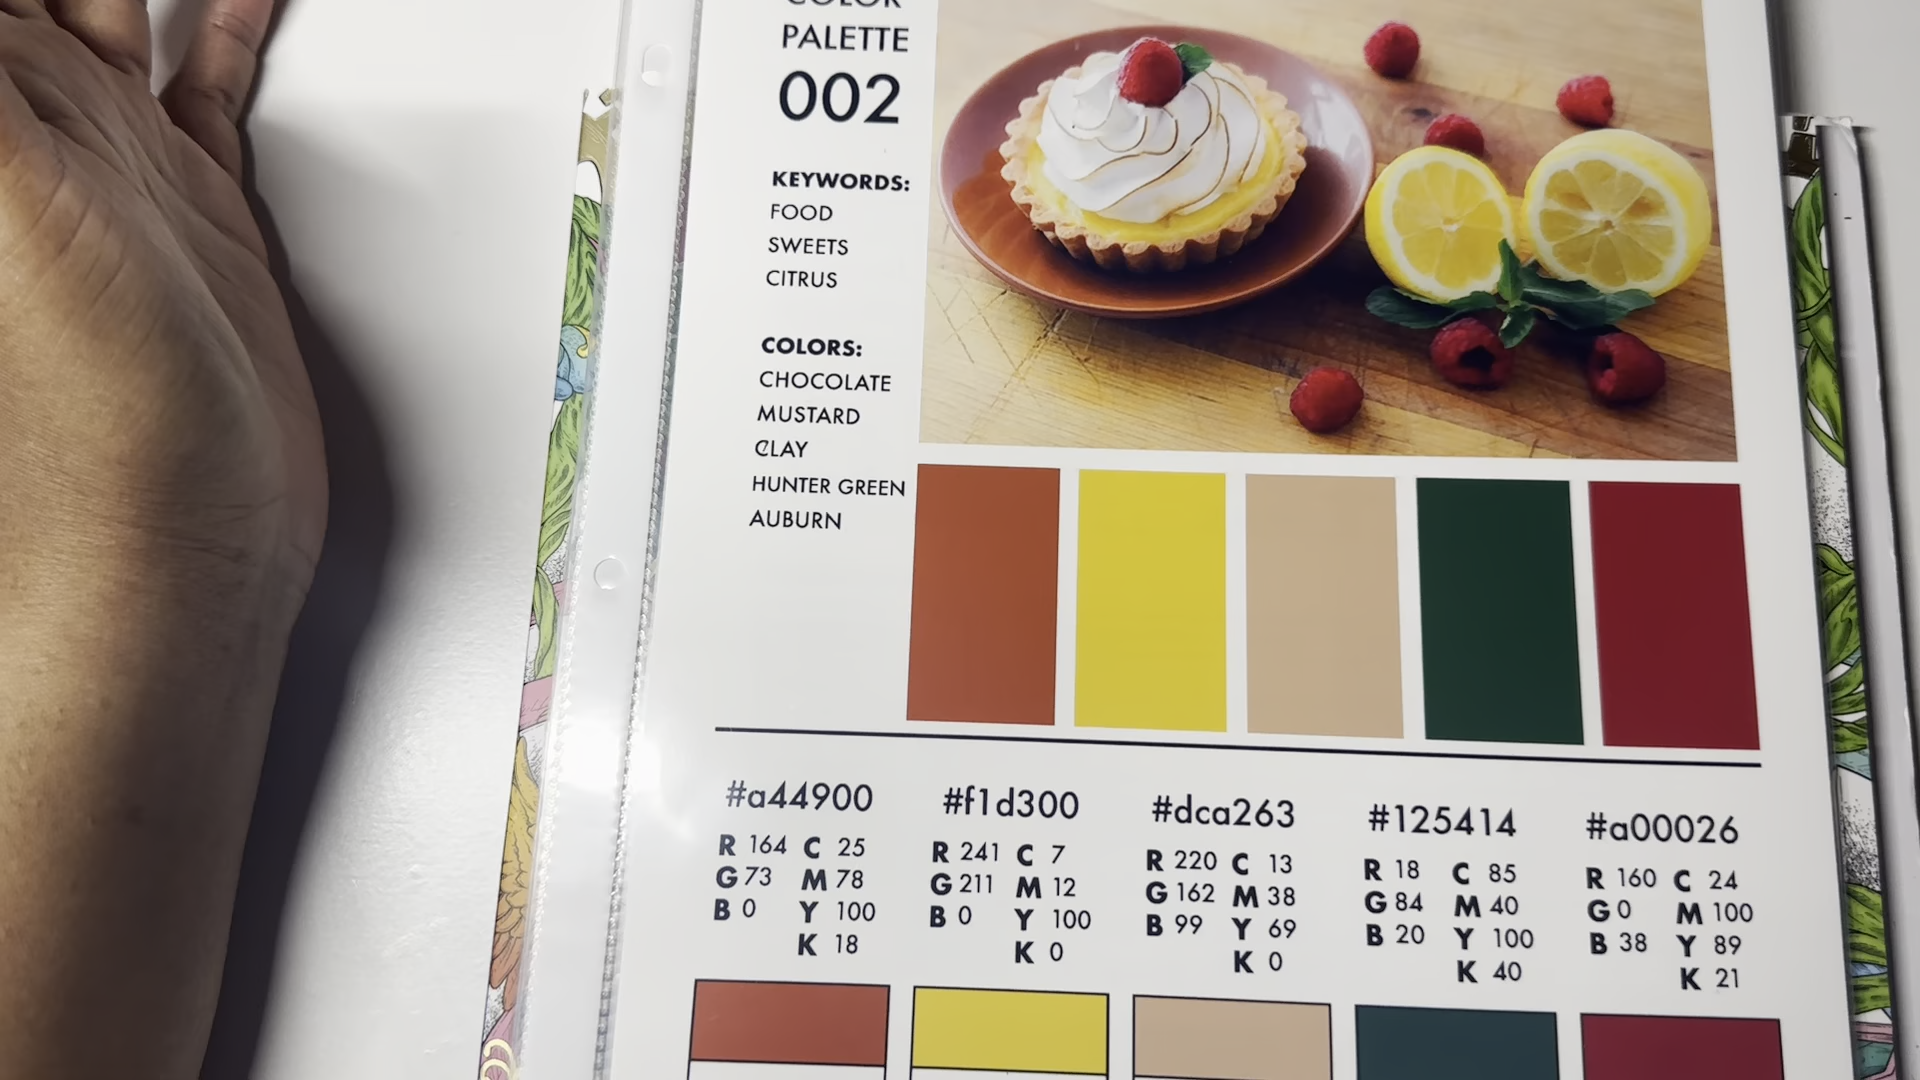 COLOR
PALETTE
002
KEYWORDS:
FOOD
SWEETS
CITRUS
COLORS:
CHOCOLATE
MUSTARD
CLAY
HUNTER GREEN
AUBURN
#a44900
R 164 C 25
G 73 M 78
B 0 Y 100
K 18
#f1d300
R 241 C 7
G 211 M 12
B 0 Y 100
K 0
#dca263
R 220 C 13
G 162 M 38
B 99 Y 69
K 0
#125414
R 18 C 85
G 84 M 40
B 20 Y 100
K 40
#a00026
R 160 C 24
G 0 M 100
B 38 Y 89
K 21